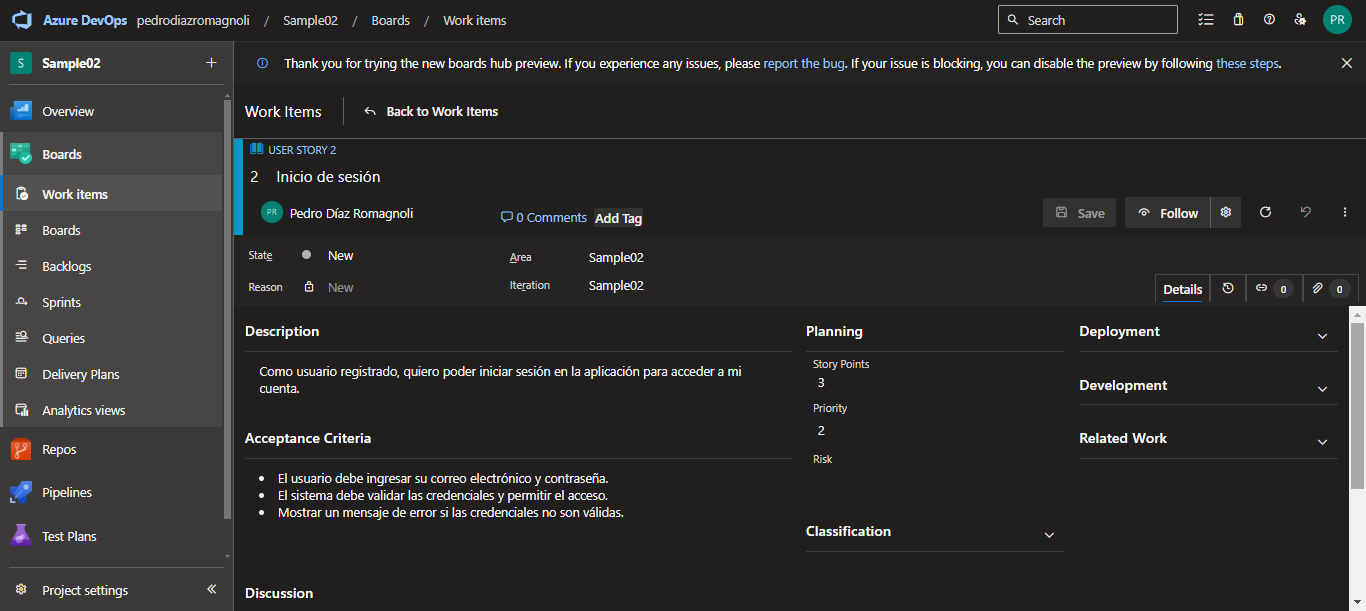 Azure DevOps pedrodiazromagnoli / Sample02 / Boards / Work items Search PR
S Sample02 +
Thank you for trying the new boards hub preview. If you experience any issues, please report the bug. If your issue is blocking, you can disable the preview by following these steps.
Overview
Boards
Work items
Boards
Backlogs
Sprints
Queries
Delivery Plans
Analytics views
Repos
Pipelines
Test Plans
Project settings
Work Items Back to Work Items
USER STORY 2
2 Inicio de sesión
PR Pedro Díaz Romagnoli 0 Comments Add Tag Save Follow
State New Area Sample02
Reason New Iteration Sample02
Details 0 0
Description
Como usuario registrado, quiero poder iniciar sesión en la aplicación para acceder a mi
cuenta.
Acceptance Criteria
• El usuario debe ingresar su correo electrónico y contraseña.
• El sistema debe validar las credenciales y permitir el acceso.
• Mostrar un mensaje de error si las credenciales no son válidas.
Discussion
Planning
Story Points
3
Priority
2
Risk
Classification
Deployment
Development
Related Work